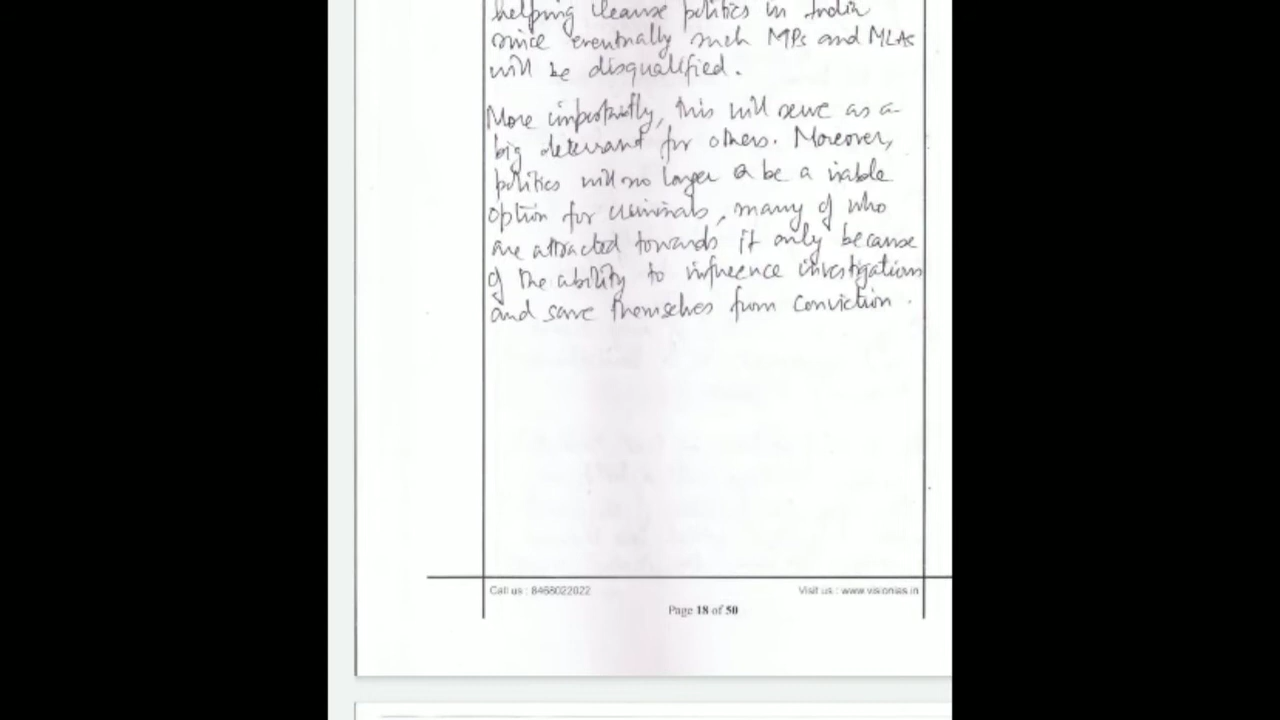 helping cleanse politics in India
since eventually such MPs and MLAs
will be disqualified.
More importantly, this will serve as a
big deterrant for others. Moreover,
politics will no longer be a viable
option for criminals, many of who
are attracted towards it only because
of the ability to influence investigations
and save themselves from conviction.
Call us : 8468022022
Visit us : www.visionias.in
Page 18 of 50